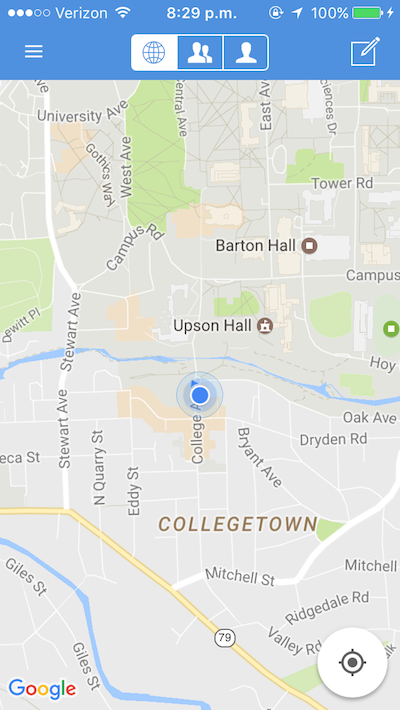 Verizon 8:29 p.m. 100%
University Ave
Central Ave
East Ave
Sciences Dr
Gothics Way
West Ave
Tower Rd
Campus Rd
Barton Hall
Campus
Dewitt Pl
Stewart Ave
Upson Hall
Hoy
Stewart Ave
College A
Oak Ave
Dryden Rd
eca St
N Quarry St
Eddy St
Bryant Ave
COLLEGETOWN
Giles St
Mitchell St
Mitchell
Ridgedale Rd
79
Valley Rd
Giles St
Google